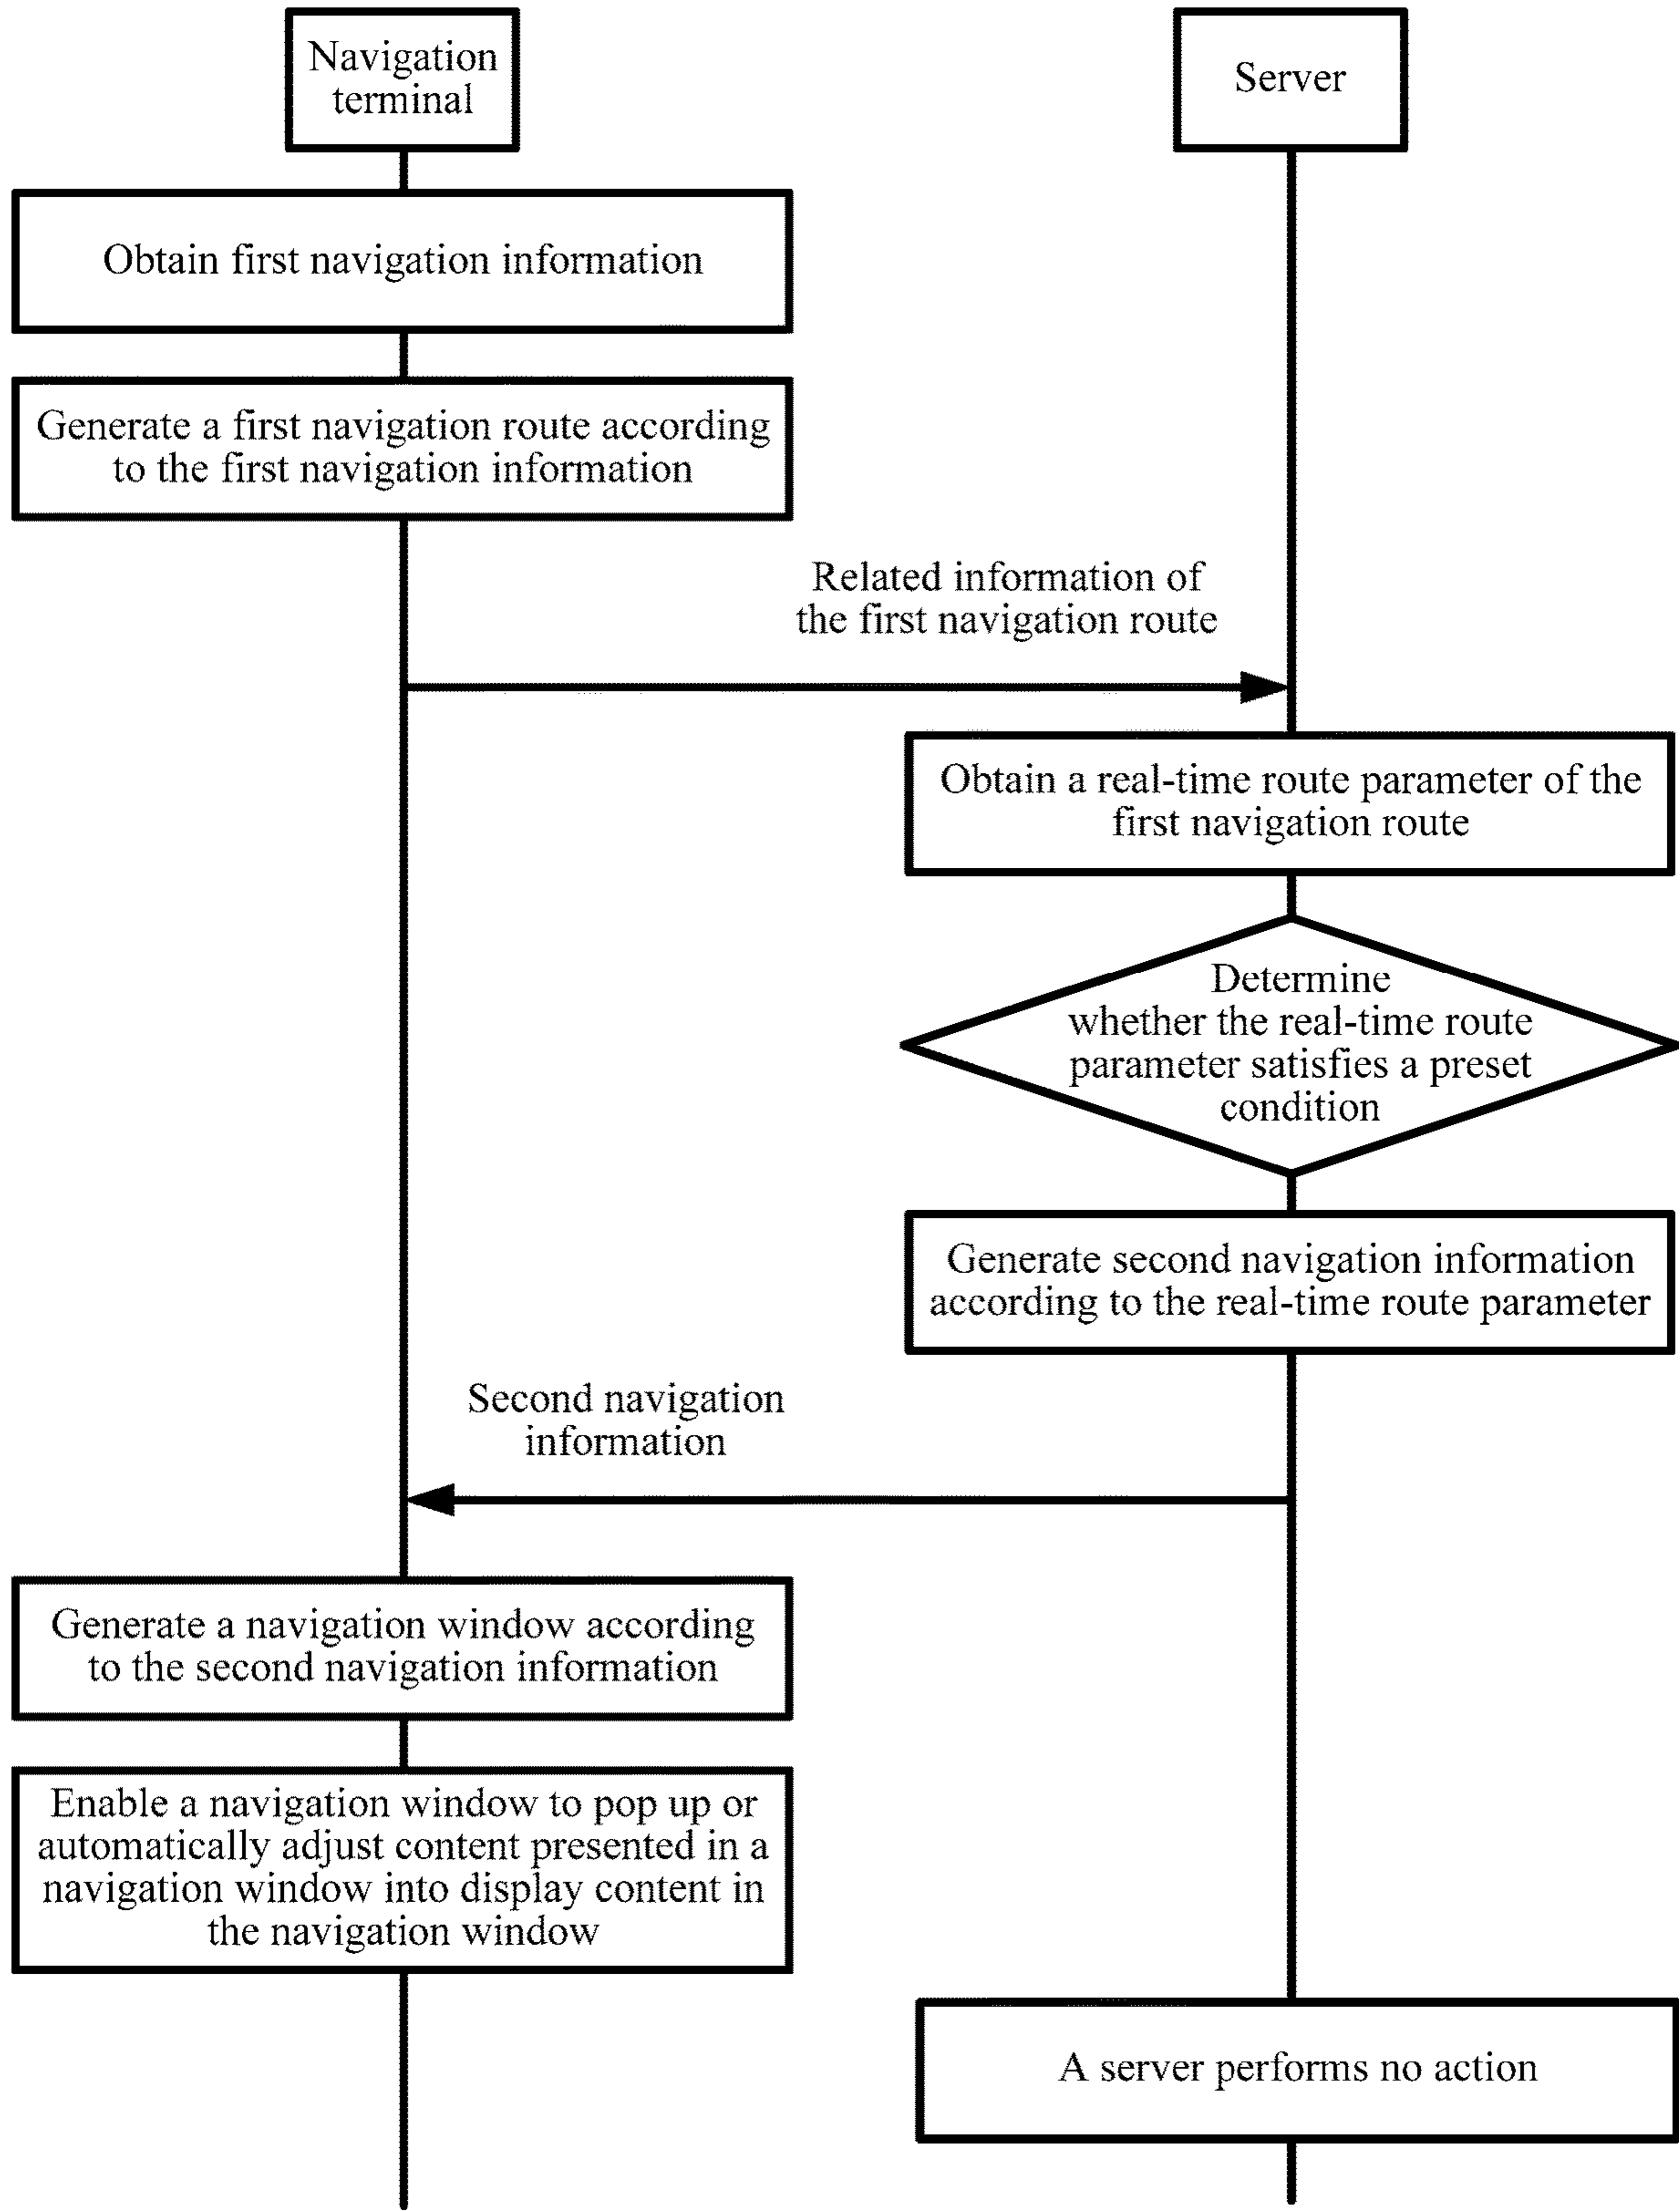 Navigation
terminal
Server
Obtain first navigation information
Generate a first navigation route according
to the first navigation information
Related information of
the first navigation route
Obtain a real-time route parameter of the
first navigation route
Determine
whether the real-time route
parameter satisfies a preset
condition
Generate second navigation information
according to the real-time route parameter
Second navigation
information
Generate a navigation window according
to the second navigation information
Enable a navigation window to pop up or
automatically adjust content presented in a
navigation window into display content in
the navigation window
A server performs no action